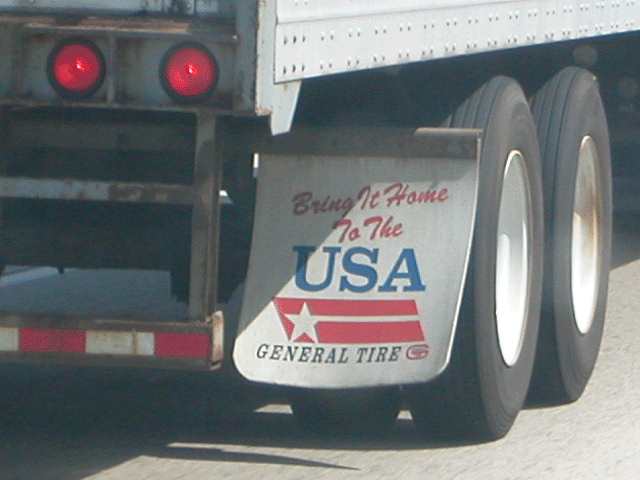 Bring It Home
To The
USA
GENERAL TIRE